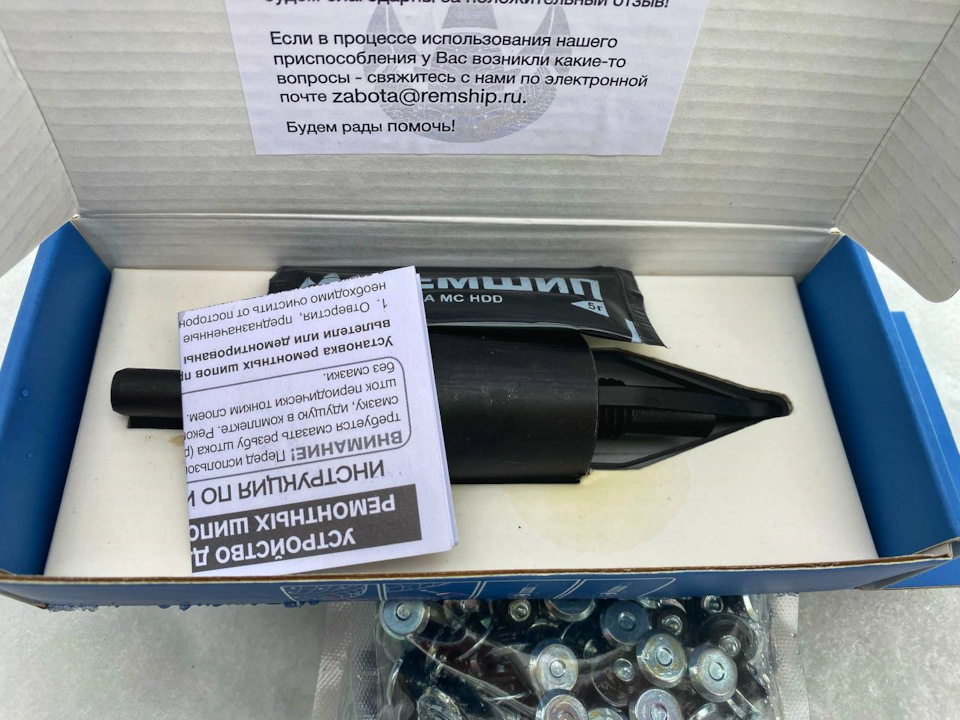 будем благодарны за положительный отзыв!
Если в процессе использования нашего
приспособления у Вас возникли какие-то
вопросы - свяжитесь с нами по электронной
почте zabota@remship.ru.
Будем рады помочь!
ЕМШИП
А МС HDD
5г
УСТРОЙСТВО Д
РЕМОНТНЫХ ШИПО
ИНСТРУКЦИЯ ПО И
ВНИМАНИЕ! Перед использо
требуется смазать резьбу штока (р
смазку, идущую в комплекте. Реко
шток периодически тонким слоем.
без смазки.
Установка ремонтных шипов пр
вылетели или демонтированы
1. Отверстия, предназначенные
необходимо очистить от посторон